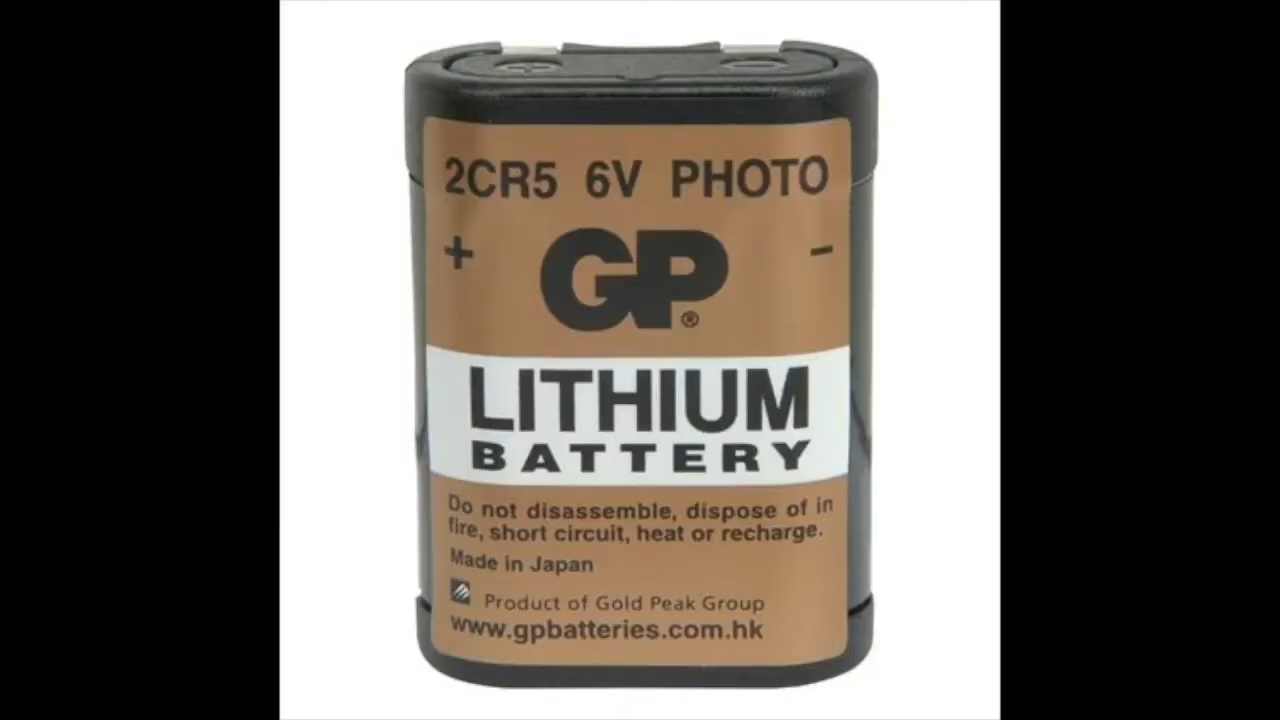 2CR5 6V PHOTO
+ GP® −
LITHIUM
BATTERY
Do not disassemble, dispose of in
fire, short circuit, heat or recharge.
Made in Japan
Product of Gold Peak Group
www.gpbatteries.com.hk